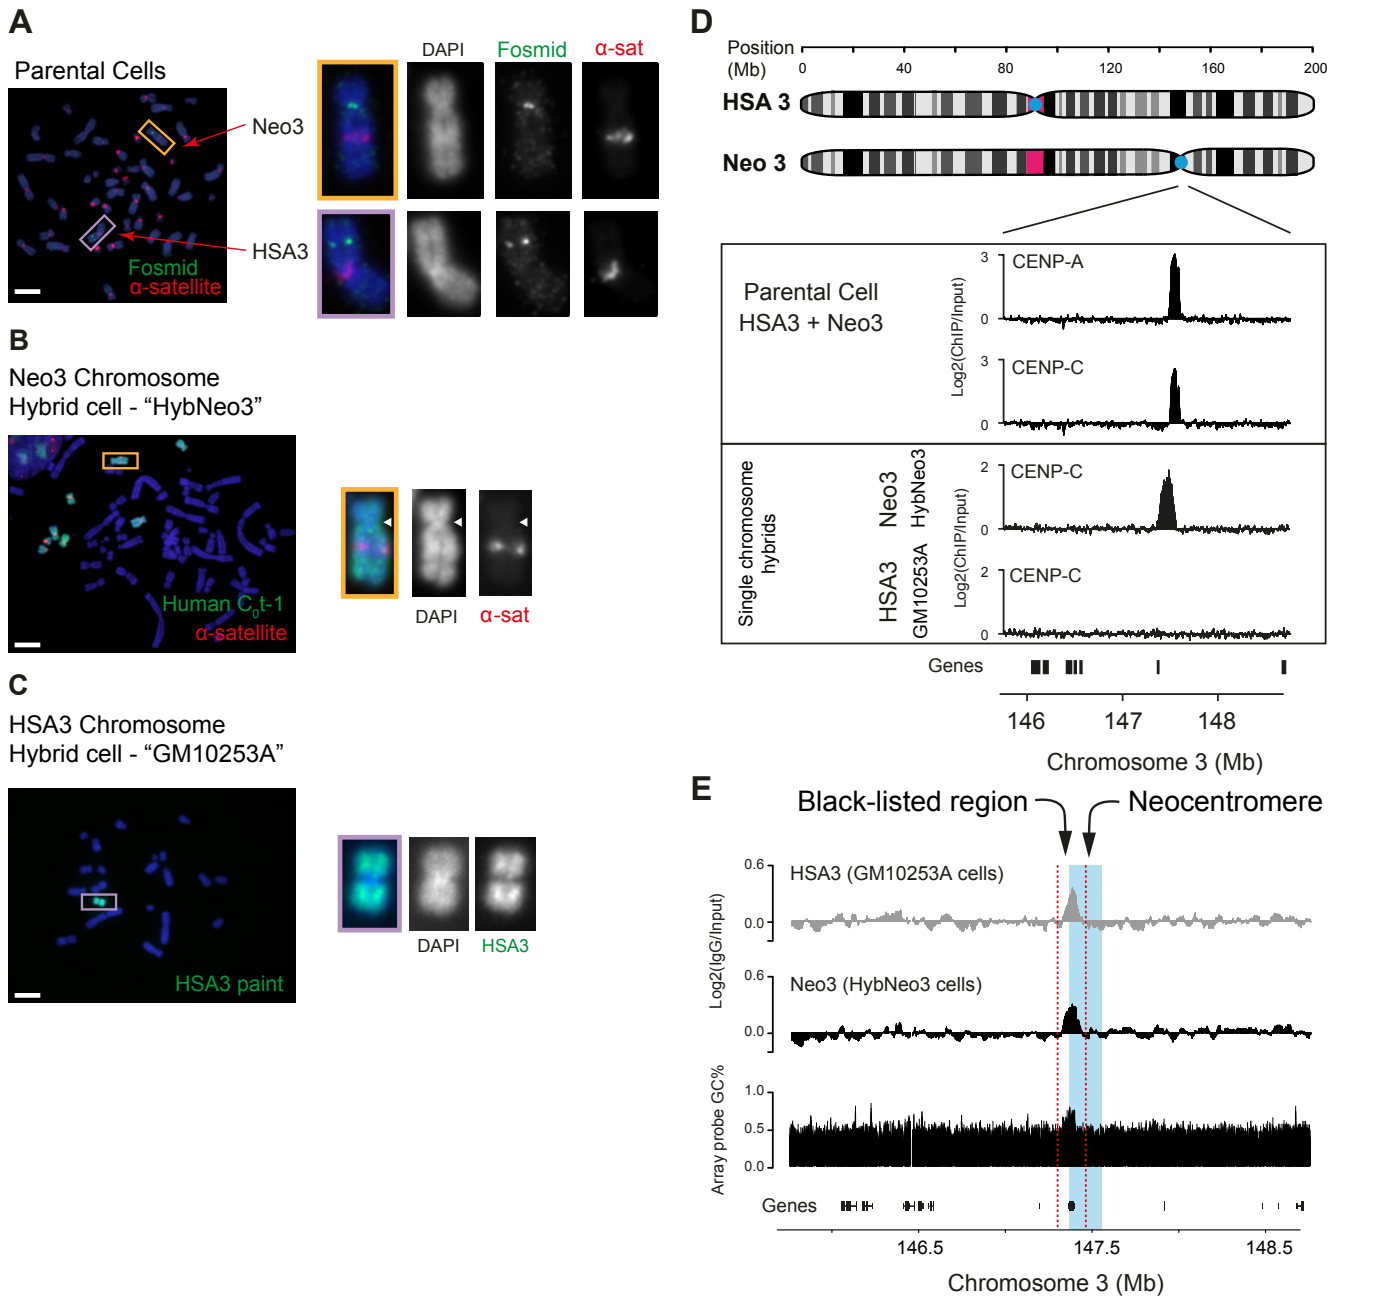 A
Parental Cells
Neo3
HSA3
Fosmid
α-satellite
DAPI
Fosmid
α-sat
B
Neo3 Chromosome
Hybrid cell - “HybNeo3”
Human C0t-1
α-satellite
DAPI
α-sat
C
HSA3 Chromosome
Hybrid cell - “GM10253A”
HSA3 paint
DAPI
HSA3
D
Position
(Mb)
0
40
80
120
160
200
HSA 3
Neo 3
Parental Cell
HSA3 + Neo3
Log2(ChIP/Input)
3
0
CENP-A
3
0
CENP-C
Single chromosome
hybrids
Neo3
HybNeo3
HSA3
GM10253A
Log2(ChIP/Input)
2
0
CENP-C
2
0
CENP-C
Genes
146
147
148
Chromosome 3 (Mb)
E
Black-listed region
Neocentromere
Log2(IgG/Input)
0.6
0.0
HSA3 (GM10253A cells)
0.6
0.0
Neo3 (HybNeo3 cells)
Array probe GC%
1.0
0.5
0.0
Genes
146.5
147.5
148.5
Chromosome 3 (Mb)